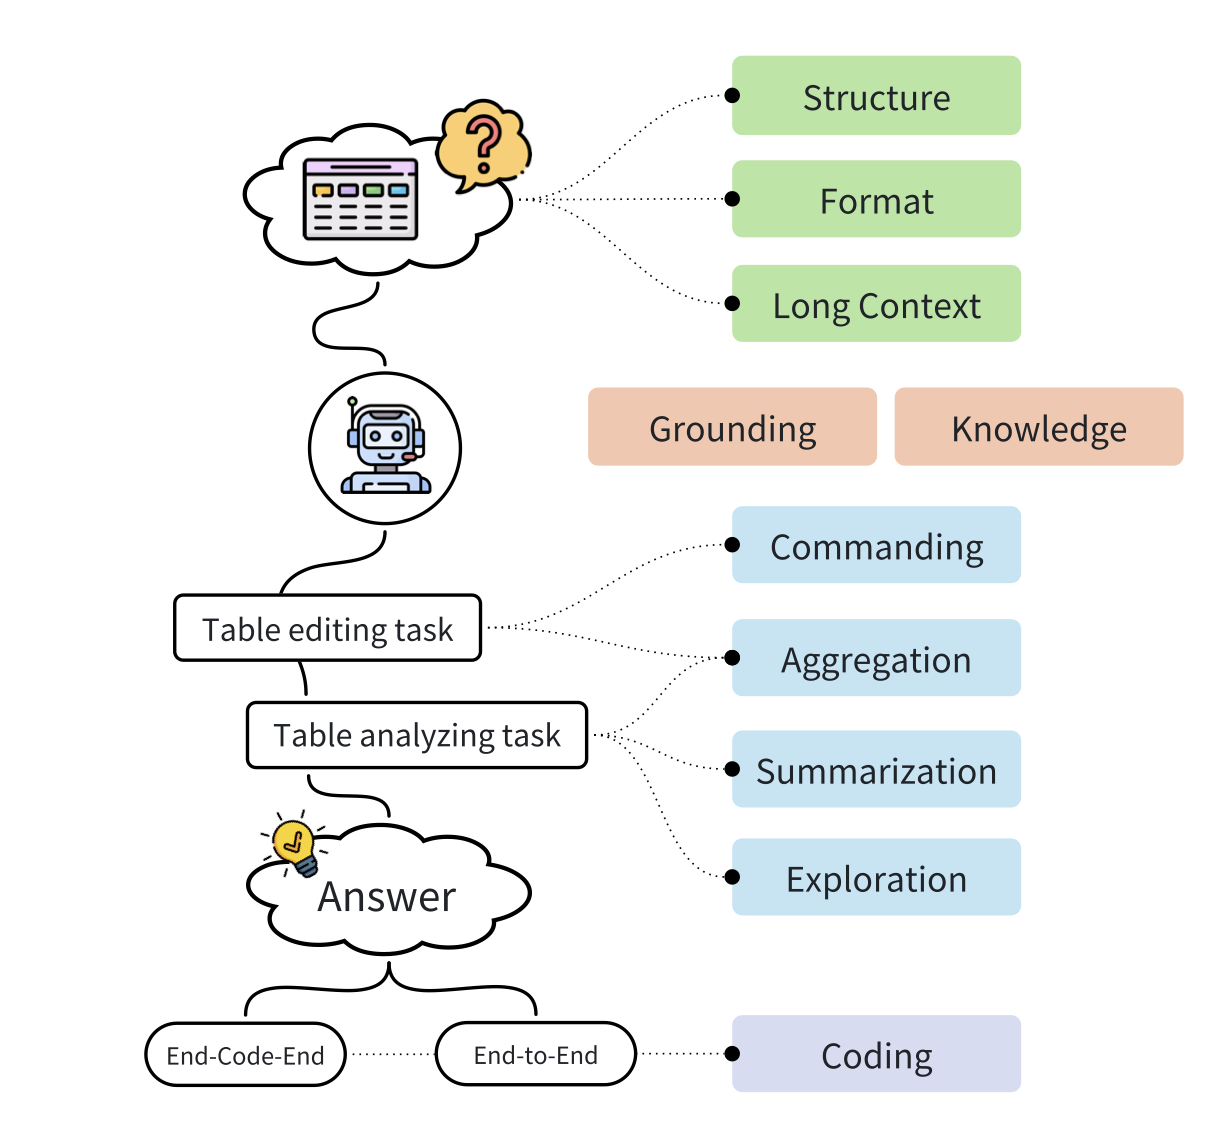 Structure
Format
Long Context
Grounding
Knowledge
Commanding
Table editing task
Aggregation
Table analyzing task
Summarization
Exploration
Answer
End-Code-End
End-to-End
Coding